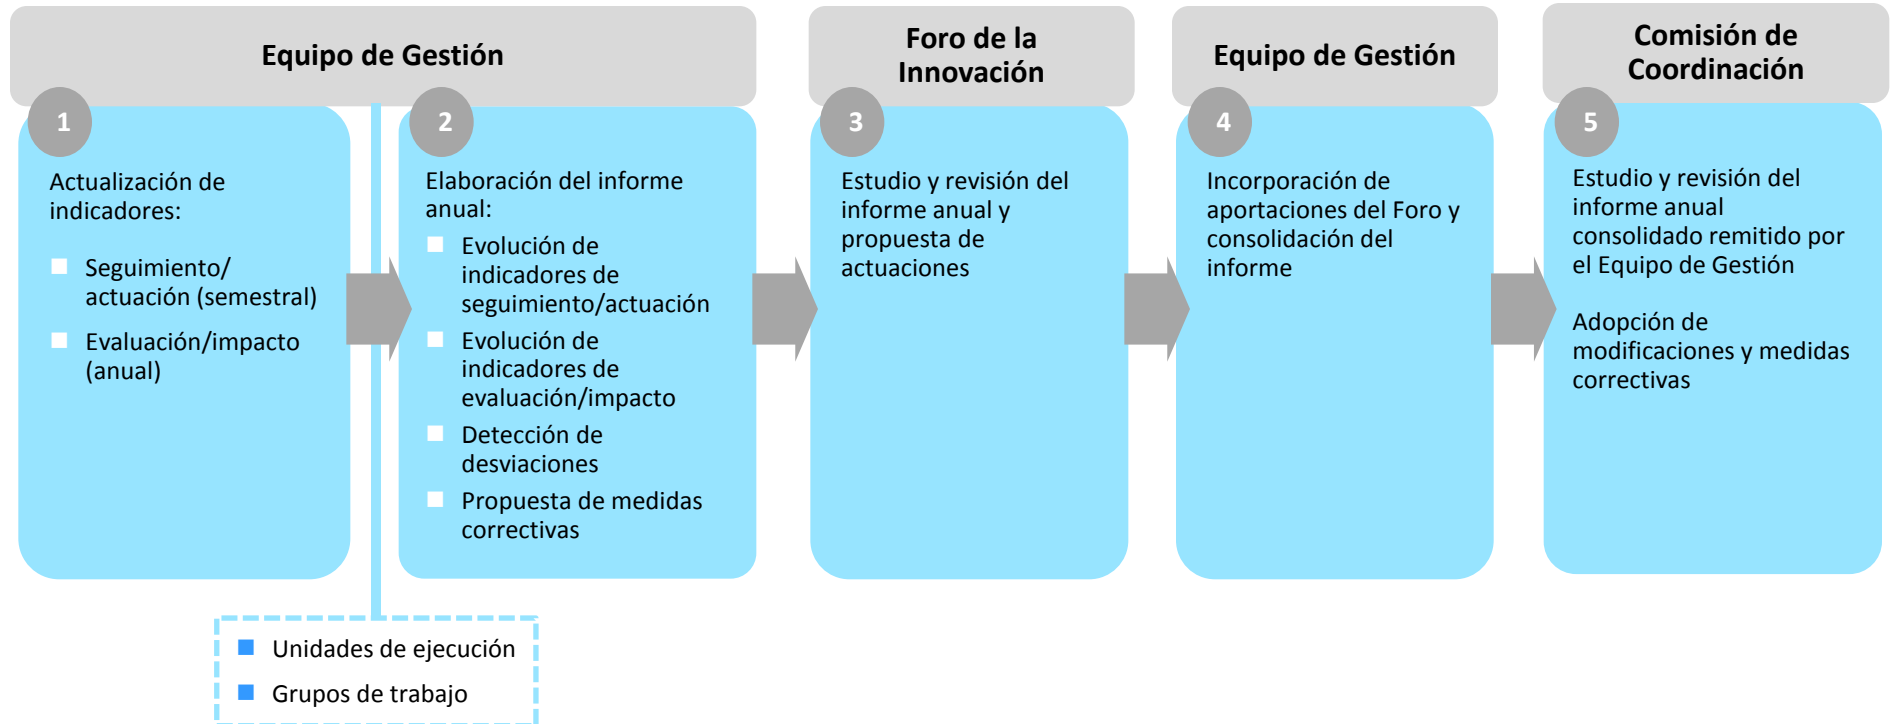 Equipo de Gestión
1
Actualización de
indicadores:
Seguimiento/
actuación (semestral)
Evaluación/impacto
(anual)
2
Elaboración del informe
anual:
Evolución de
indicadores de
seguimiento/actuación
Evolución de
indicadores de
evaluación/impacto
Detección de
desviaciones
Propuesta de medidas
correctivas
Unidades de ejecución
Grupos de trabajo
Foro de la
Innovación
3
Estudio y revisión del
informe anual y
propuesta de
actuaciones
Equipo de Gestión
4
Incorporación de
aportaciones del Foro y
consolidación del
informe
Comisión de
Coordinación
5
Estudio y revisión del
informe anual
consolidado remitido por
el Equipo de Gestión
Adopción de
modificaciones y medidas
correctivas